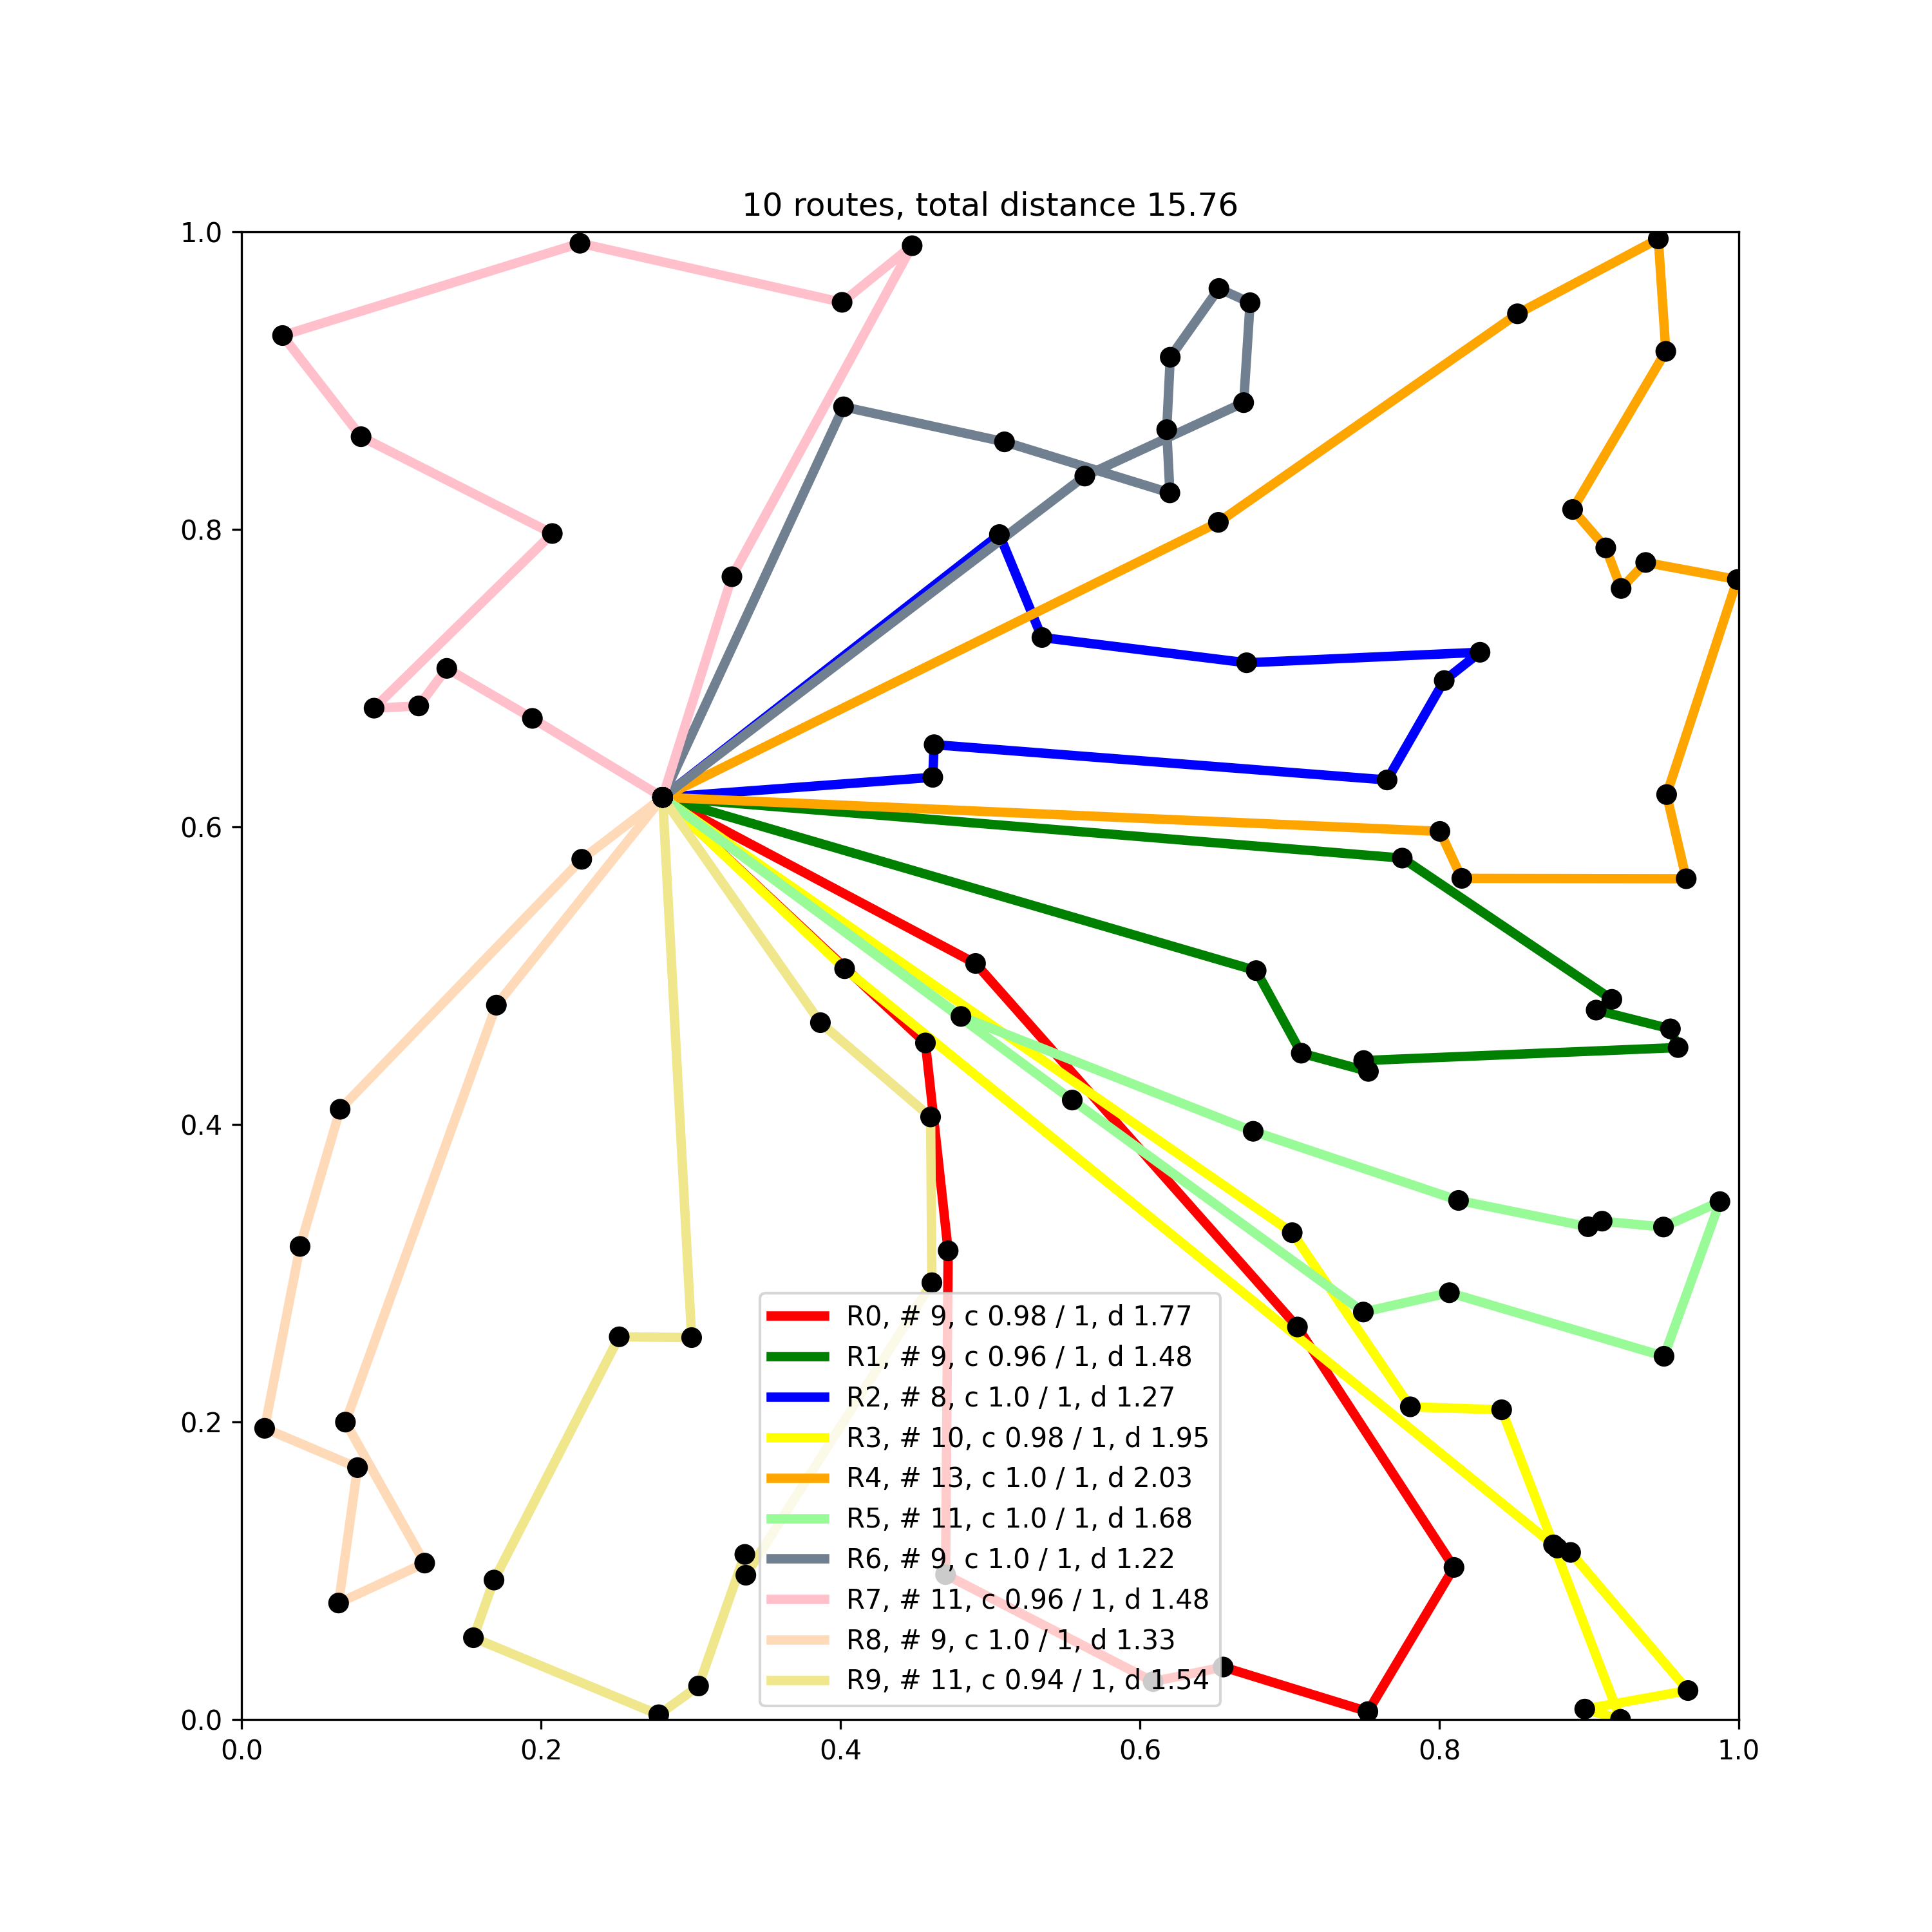 10 routes, total distance 15.76
1.0
0.8
0.6
0.4
0.2
0.0
R0, # 9, c 0.98 / 1, d 1.77
R1, # 9, c 0.96 / 1, d 1.48
R2, # 8, c 1.0 / 1, d 1.27
R3, # 10, c 0.98 / 1, d 1.95
R4, # 13, c 1.0 / 1, d 2.03
R5, # 11, c 1.0 / 1, d 1.68
R6, # 9, c 1.0 / 1, d 1.22
R7, # 11, c 0.96 / 1, d 1.48
R8, # 9, c 1.0 / 1, d 1.33
R9, # 11, c 0.94 / 1, d 1.54
0.0 0.2 0.4 0.6 0.8 1.0